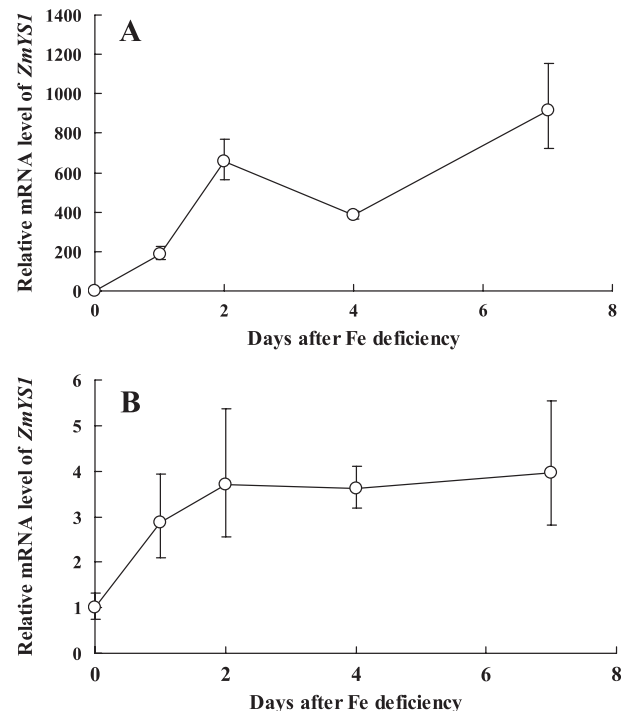 A
Relative mRNA level of ZmYS1
1400
1200
1000
800
600
400
200
0
0 2 4 6 8
Days after Fe deficiency
B
Relative mRNA level of ZmYS1
6
5
4
3
2
1
0
0 2 4 6 8
Days after Fe deficiency